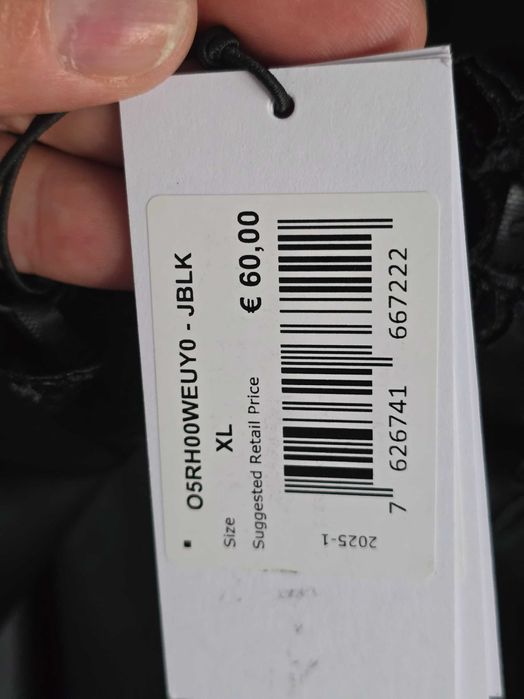 ▪ O5RH00WEUY0 - JBLK
Size XL
Suggested Retail Price € 60,00
7 626741 667222
2025-1